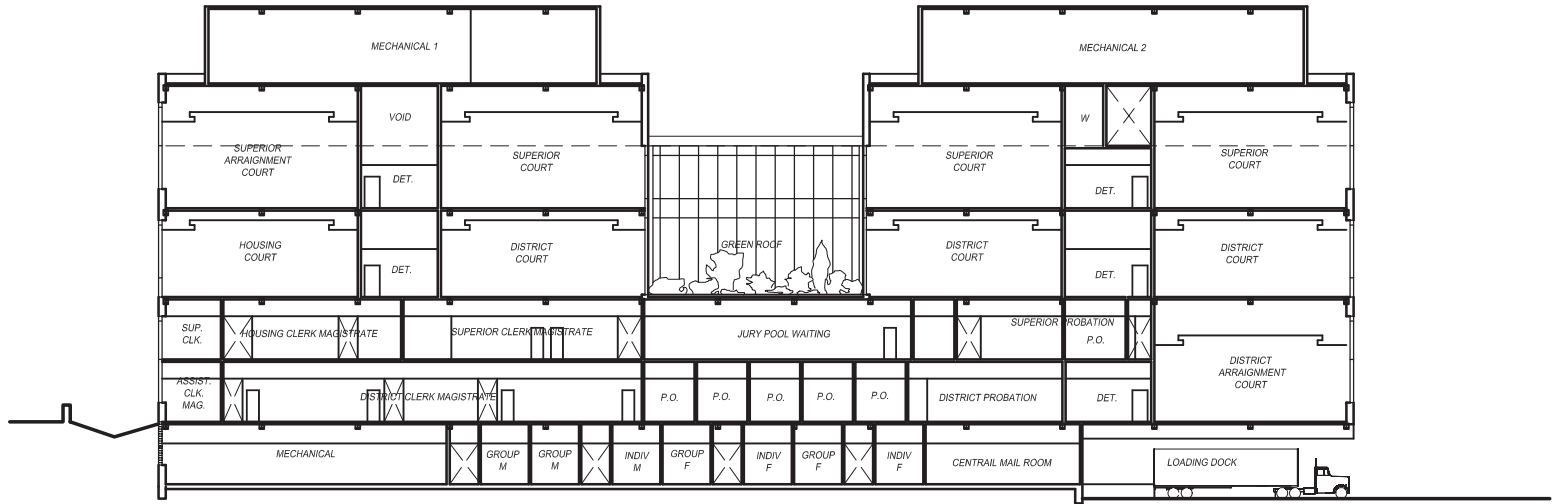 MECHANICAL 1
MECHANICAL 2
VOID
W
SUPERIOR
ARRAIGNMENT
COURT
SUPERIOR
COURT
SUPERIOR
COURT
SUPERIOR
COURT
DET.
DET.
HOUSING
COURT
DISTRICT
COURT
GREEN ROOF
DISTRICT
COURT
DISTRICT
COURT
DET.
DET.
SUP.
CLK.
HOUSING CLERK MAGISTRATE
SUPERIOR CLERK MAGISTRATE
JURY POOL WAITING
SUPERIOR PROBATION
P.O.
DISTRICT
ARRAIGNMENT
COURT
ASSIST.
CLK.
MAG.
DISTRICT CLERK MAGISTRATE
P.O.
P.O.
P.O.
P.O.
P.O.
DISTRICT PROBATION
DET.
MECHANICAL
GROUP
M
GROUP
M
INDIV
M
GROUP
F
INDIV
F
GROUP
F
INDIV
F
CENTRAIL MAIL ROOM
LOADING DOCK